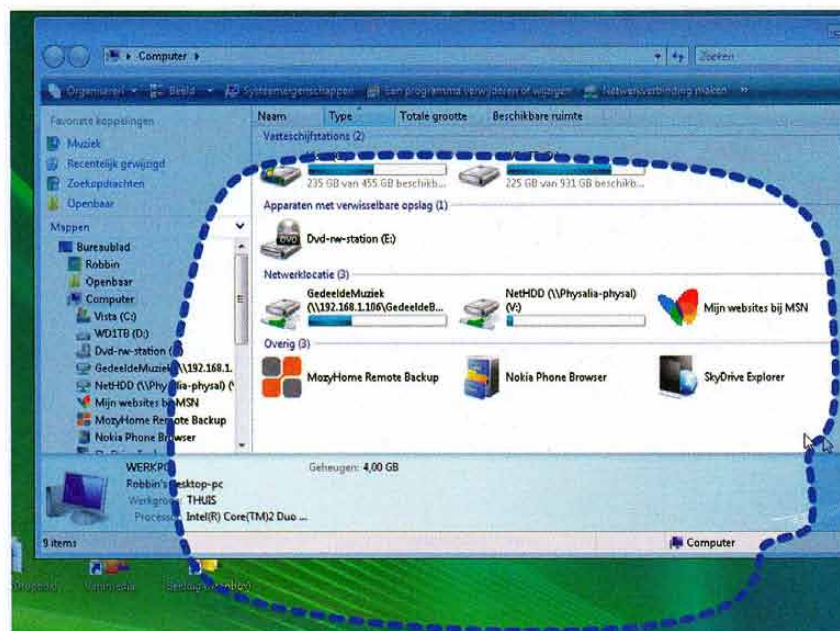 Computer
Zoeken
Organiseren Beeld Systeemeigenschappen Een programma verwijderen of wijzigen Netwerkverbinding maken »
Favoriete koppelingen
Muziek
Recentelijk gewijzigd
Zoekopdrachten
Openbaar
Mappen
Bureaublad
Robbin
Openbaar
Computer
Vista (C:)
WD1TB (D:)
Dvd-rw-station
GedeeldeMuziek (\\192.168.1.
NetHDD (\\Physalia-physal) (
Mijn websites bij MSN
MozyHome Remote Backup
Nokia Phone Browser
Naam Type Totale grootte Beschikbare ruimte
Vasteschijfstations (2)
235 GB van 455 GB beschikb...
225 GB van 931 GB beschikb...
Apparaten met verwisselbare opslag (1)
Dvd-rw-station (E:)
Netwerklocatie (3)
GedeeldeMuziek
(\\192.168.1.106\GedeeldeB...
NetHDD (\\Physalia-physal)
(V:)
Mijn websites bij MSN
Overig (3)
MozyHome Remote Backup
Nokia Phone Browser
SkyDrive Explorer
Geheugen: 4,00 GB
Robbin's desktop-pc
Werkgroep: THUIS
Processor: Intel(R) Core(TM)2 Duo ...
9 items
Computer